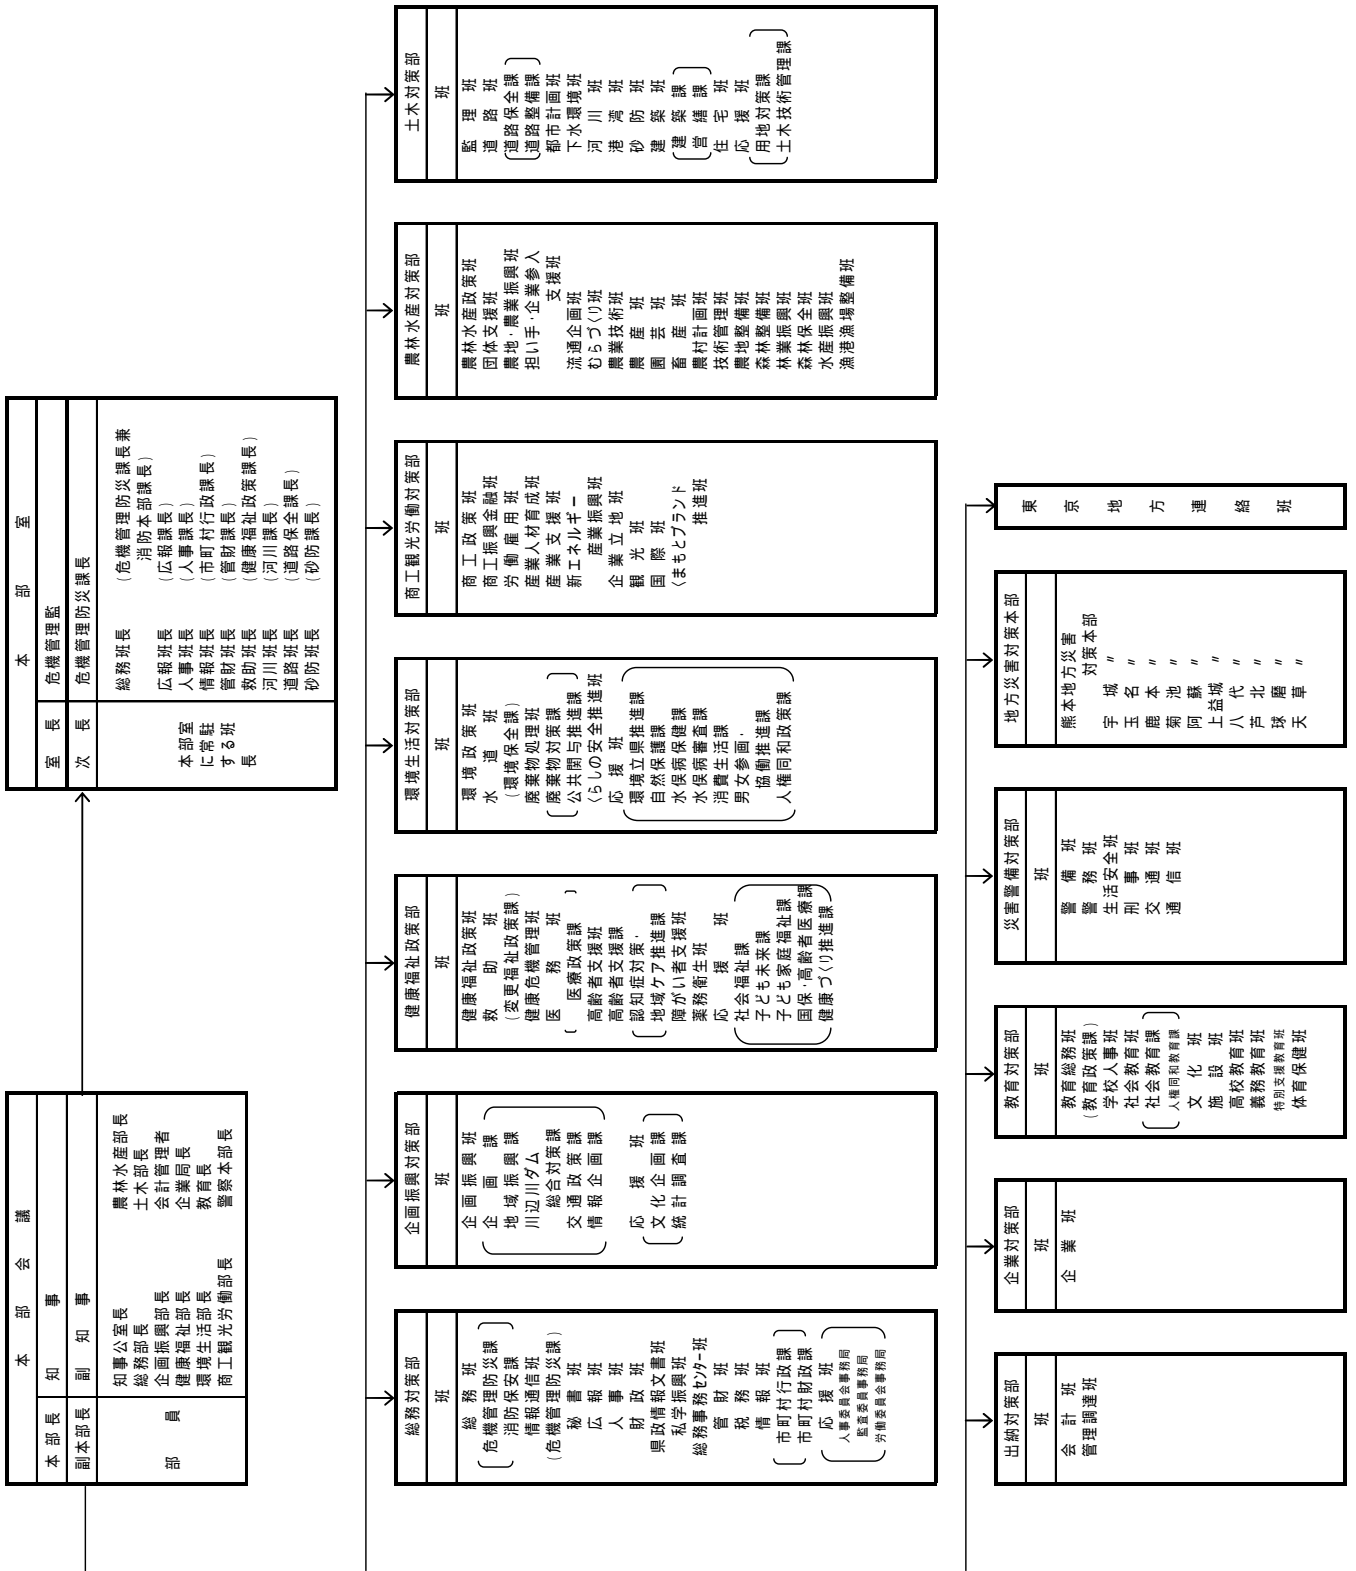 本部会議
本部長 知事
副本部長 副知事
部員
知事公室長
総務部長
企画振興部長
健康福祉部長
環境生活部長
商工観光労働部長
農林水産部長
土木部長
会計管理者
企業局長
教育長
警察本部長
本部室
室長 危機管理監
次長 危機管理防災課長
本部室
に常駐
する班
長
総務班長 (危機管理防災課長兼
消防本部課長)
広報班長 (広報課長)
人事班長 (人事課長)
情報班長 (市町村行政課長)
管財班長 (管財課長)
救助班長 (健康福祉政策課長)
河川班長 (河川課長)
道路班長 (道路保全課長)
砂防班長 (砂防課長)
総務対策部
班
総務班
危機管理防災課
消防保安課
情報通信班
(危機管理防災課)
秘書班
広報班
人事班
財政班
県政情報文書班
私学振興班
総務事務センター班
管財班
税務班
情報班
市町村行政課
市町村財政課
応援班
人事委員会事務局
監査委員事務局
労働委員会事務局
企画振興対策部
班
企画振興班
企画課
地域振興課
川辺川ダム
総合対策課
交通政策課
情報企画課
応援班
文化企画課
統計調査課
健康福祉政策部
班
健康福祉政策班
救助班
(変更福祉政策課)
健康危機管理班
医務班
医療政策課
高齢者支援班
高齢者支援課
認知症対策・
地域ケア推進課
障がい者支援班
薬務衛生班
応援班
社会福祉課
子ども未来課
子ども家庭福祉課
国保・高齢者医療課
健康づくり推進課
環境生活対策部
班
環境政策班
水道班
(環境保全課)
廃棄物処理班
廃棄物対策課
公共関与推進課
くらしの安全推進班
応援班
環境立県推進課
自然保護課
水俣病保健課
水俣病審査課
消費生活課
男女参画・
協働推進課
人権同和政策課
商工観光労働対策部
班
商工政策班
商工振興金融班
労働雇用班
産業人材育成班
産業支援班
新エネルギー
産業振興班
企業立地班
観光班
国際班
くまもとブランド
推進班
農林水産対策部
班
農林水産政策班
団体支援班
農地・農業振興班
担い手・企業参入
支援班
流通企画班
むらづくり班
農業技術班
農産班
園芸班
畜産班
農村計画班
技術管理班
農地整備班
森林整備班
林業振興班
森林保全班
水産振興班
漁港漁場整備班
土木対策部
班
監理班
道路班
道路保全課
道路整備課
都市計画班
下水環境班
河川班
港湾班
砂防班
建築班
建築課
営繕課
住宅班
応援班
用地対策課
土木技術管理課
出納対策部
班
会計班
管理調達班
企業対策部
班
企業班
教育対策部
班
教育総務班
(教育政策課)
学校人事班
社会教育班
社会教育課
人権同和教育課
文化班
施設班
高校教育班
義務教育班
特別支援教育班
体育保健班
災害警備対策部
班
警備班
警務班
生活安全班
刑事班
交通班
通信班
地方災害対策本部
熊本地方災害
対策本部
宇城 〃
玉名 〃
鹿本 〃
菊池 〃
阿蘇 〃
上益城 〃
八代 〃
芦北 〃
球磨 〃
天草 〃
東京地方連絡班